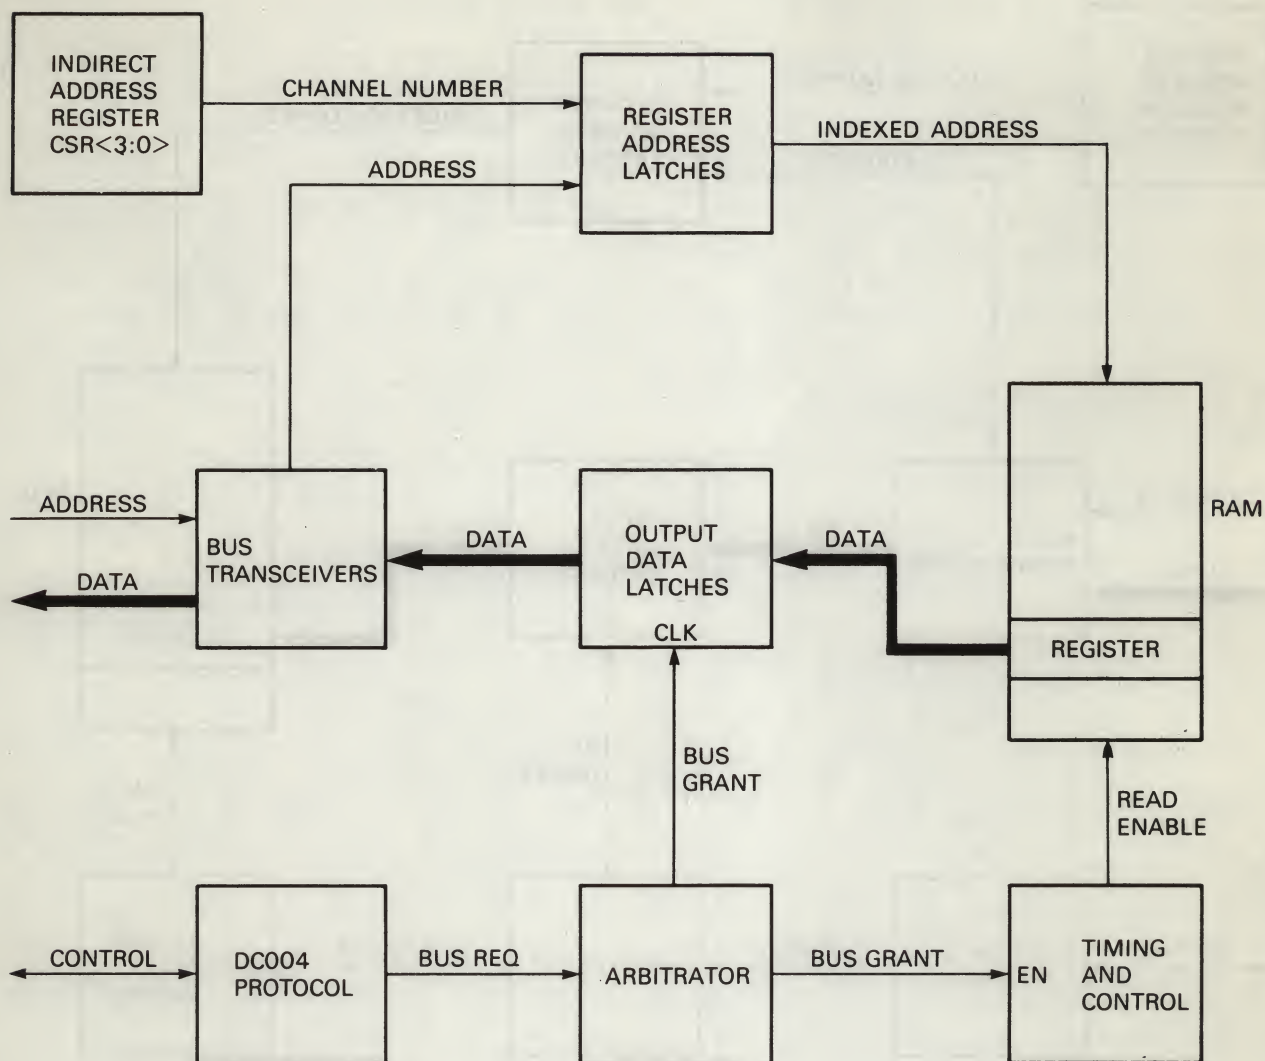 INDIRECT
ADDRESS
REGISTER
CSR<3:0>
CHANNEL NUMBER
ADDRESS
REGISTER
ADDRESS
LATCHES
INDEXED ADDRESS
ADDRESS
DATA
BUS
TRANSCEIVERS
DATA
OUTPUT
DATA
LATCHES
CLK
DATA
RAM
REGISTER
BUS
GRANT
READ
ENABLE
CONTROL
DC004
PROTOCOL
BUS REQ
ARBITRATOR
BUS GRANT
EN
TIMING
AND
CONTROL